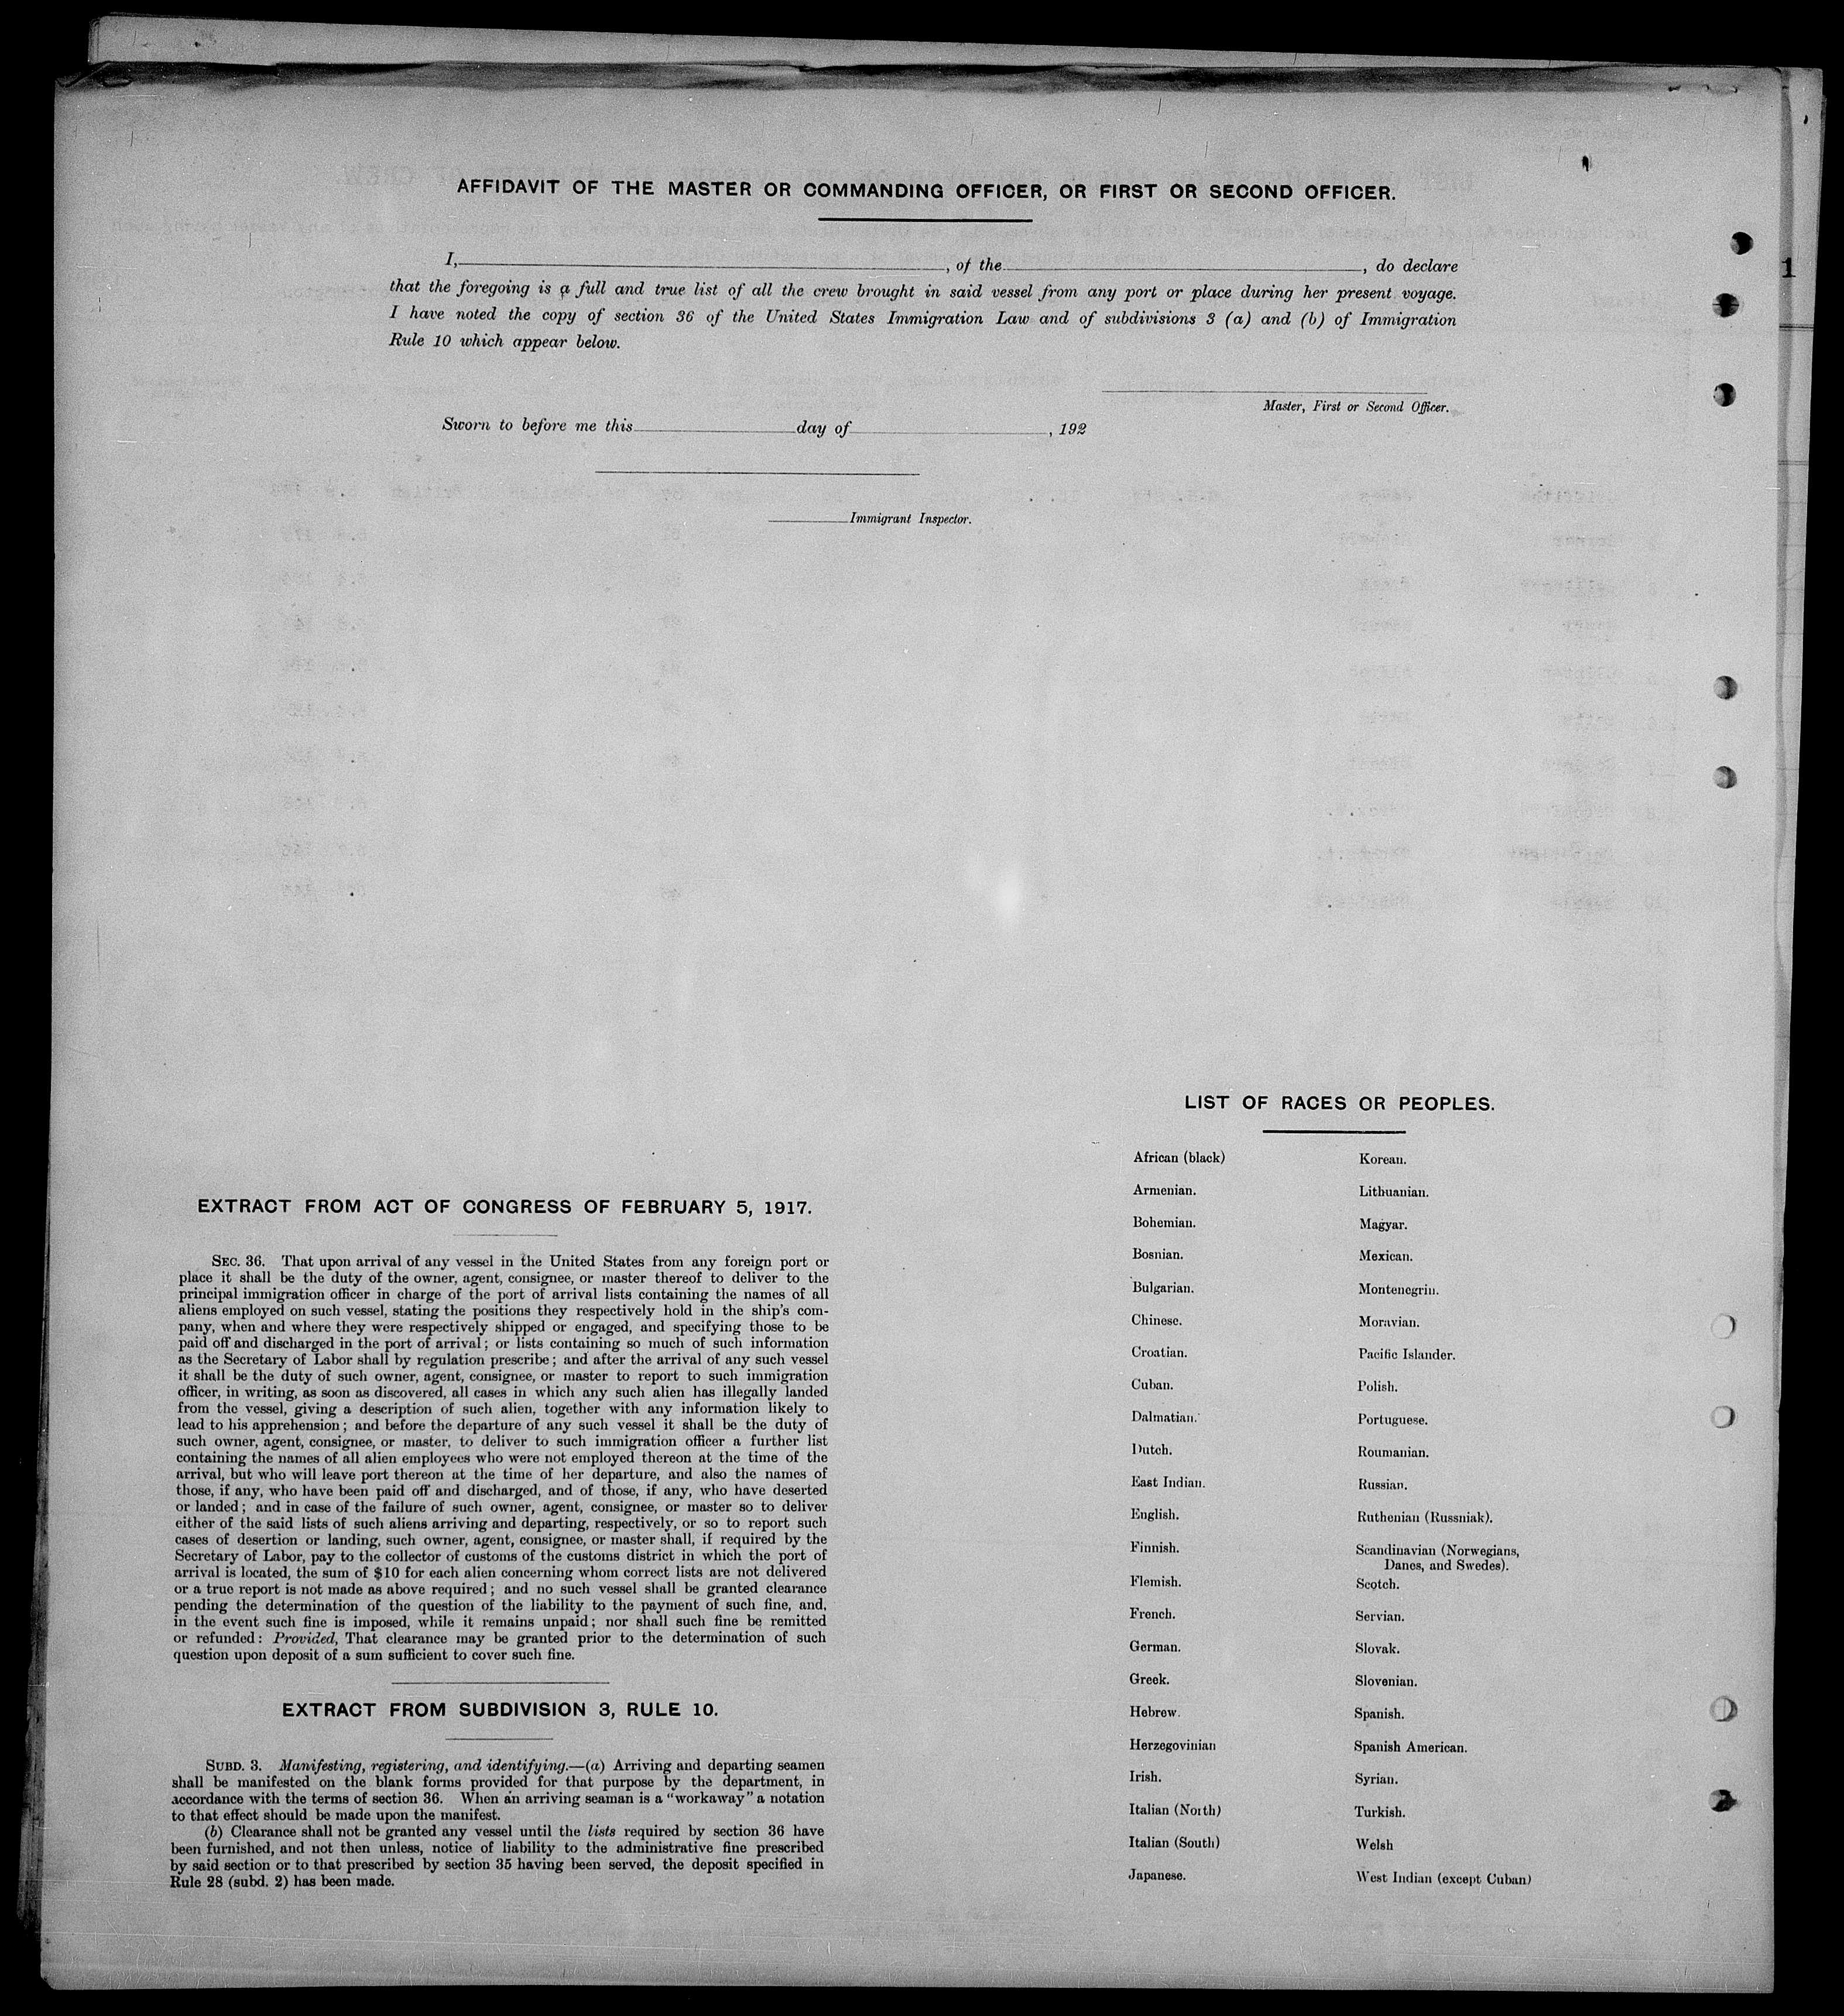 AFFIDAVIT OF THE MASTER OR COMMANDING OFFICER, OR FIRST OR SECOND OFFICER.
I, , of the , do declare
that the foregoing is a full and true list of all the crew brought in said vessel from any port or place during her present voyage.
I have noted the copy of section 36 of the United States Immigration Law and of subdivisions 3 (a) and (b) of Immigration
Rule 10 which appear below.
Master, First or Second Officer.
Sworn to before me this day of , 192
Immigrant Inspector.
1
EXTRACT FROM ACT OF CONGRESS OF FEBRUARY 5, 1917.
SEC. 36. That upon arrival of any vessel in the United States from any foreign port or
place it shall be the duty of the owner, agent, consignee, or master thereof to deliver to the
principal immigration officer in charge of the port of arrival lists containing the names of all
aliens employed on such vessel, stating the positions they respectively hold in the ship's com-
pany, when and where they were respectively shipped or engaged, and specifying those to be
paid off and discharged in the port of arrival; or lists containing so much of such information
as the Secretary of Labor shall by regulation prescribe; and after the arrival of any such vessel
it shall be the duty of such owner, agent, consignee, or master to report to such immigration
officer, in writing, as soon as discovered, all cases in which any such alien has illegally landed
from the vessel, giving a description of such alien, together with any information likely to
lead to his apprehension; and before the departure of any such vessel it shall be the duty of
such owner, agent, consignee, or master, to deliver to such immigration officer a further list
containing the names of all alien employees who were not employed thereon at the time of the
arrival, but who will leave port thereon at the time of her departure, and also the names of
those, if any, who have been paid off and discharged, and of those, if any, who have deserted
or landed; and in case of the failure of such owner, agent, consignee, or master so to deliver
either of the said lists of such aliens arriving and departing, respectively, or so to report such
cases of desertion or landing, such owner, agent, consignee, or master shall, if required by the
Secretary of Labor, pay to the collector of customs of the customs district in which the port of
arrival is located, the sum of $10 for each alien concerning whom correct lists are not delivered
or a true report is not made as above required; and no such vessel shall be granted clearance
pending the determination of the question of the liability to the payment of such fine, and,
in the event such fine is imposed, while it remains unpaid; nor shall such fine be remitted
or refunded: Provided, That clearance may be granted prior to the determination of such
question upon deposit of a sum sufficient to cover such fine.
EXTRACT FROM SUBDIVISION 3, RULE 10.
SUBD. 3. Manifesting, registering, and identifying.—(a) Arriving and departing seamen
shall be manifested on the blank forms provided for that purpose by the department, in
accordance with the terms of section 36. When an arriving seaman is a "workaway" a notation
to that effect should be made upon the manifest.
(b) Clearance shall not be granted any vessel until the lists required by section 36 have
been furnished, and not then unless, notice of liability to the administrative fine prescribed
by said section or to that prescribed by section 35 having been served, the deposit specified in
Rule 28 (subd. 2) has been made.
LIST OF RACES OR PEOPLES.
African (black)
Armenian.
Bohemian.
Bosnian.
Bulgarian.
Chinese.
Croatian.
Cuban.
Dalmatian.
Dutch.
East Indian.
English.
Finnish.
Flemish.
French.
German.
Greek.
Hebrew.
Herzegovinian
Irish.
Italian (North)
Italian (South)
Japanese.
Korean.
Lithuanian.
Magyar.
Mexican.
Montenegrin.
Moravian.
Pacific Islander.
Polish.
Portuguese.
Roumanian.
Russian.
Ruthenian (Russniak).
Scandinavian (Norwegians,
Danes, and Swedes).
Scotch.
Servian.
Slovak.
Slovenian.
Spanish.
Spanish American.
Syrian.
Turkish.
Welsh
West Indian (except Cuban)